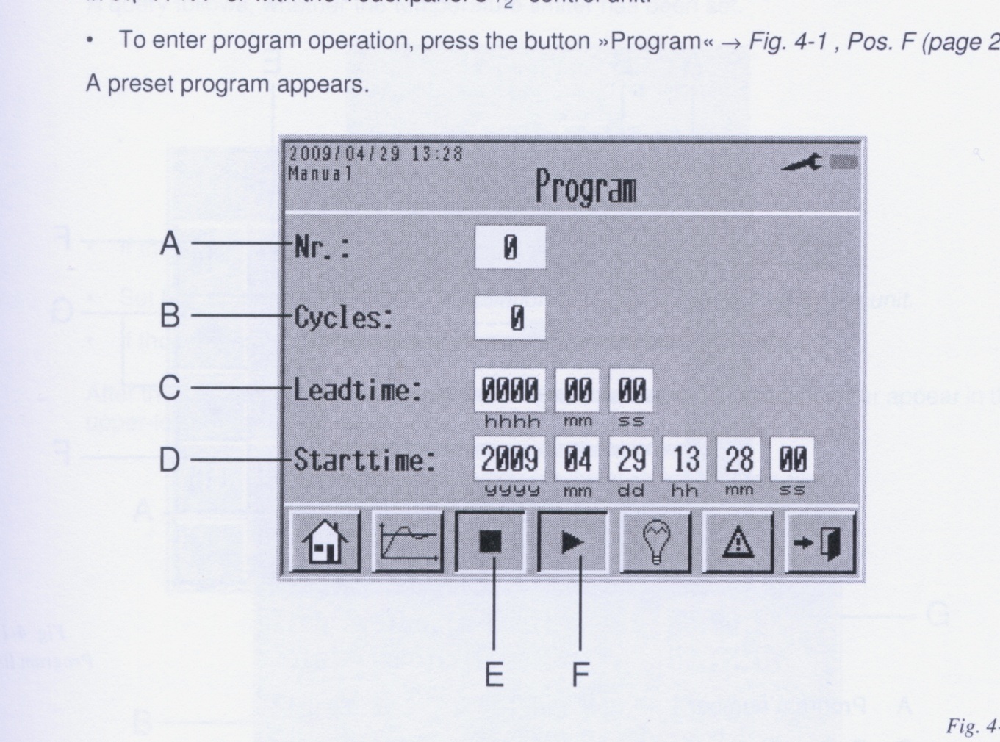 control unit.
• To enter program operation, press the button »Program« → Fig. 4-1 , Pos. F (page 2
A preset program appears.
2009/04/29 13:28
Manual
Program
A Nr.: 0
B Cycles: 0
C Leadtime: 0000 00 00
hhhh mm ss
D Starttime: 2009 04 29 13 28 00
yyyy mm dd hh mm ss
E F
Fig. 4-